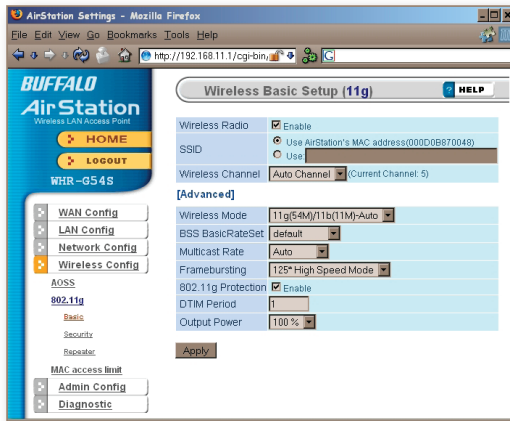 AirStation Settings - Mozilla Firefox
File Edit View Go Bookmarks Tools Help
http://192.168.11.1/cgi-bin/
BUFFALO
AirStation
Wireless LAN Access Point
HOME
LOGOUT
WHR-G54S
WAN Config
LAN Config
Network Config
Wireless Config
AOSS
802.11g
Basic
Security
Repeater
MAC access limit
Admin Config
Diagnostic
Wireless Basic Setup (11g)
? HELP
Wireless Radio Enable
SSID Use AirStation's MAC address(000D0B870048)
Use:
Wireless Channel Auto Channel (Current Channel: 5)
[Advanced]
Wireless Mode 11g(54M)/11b(11M)-Auto
BSS BasicRateSet default
Multicast Rate Auto
Framebursting 125* High Speed Mode
802.11g Protection Enable
DTIM Period 1
Output Power 100 %
Apply